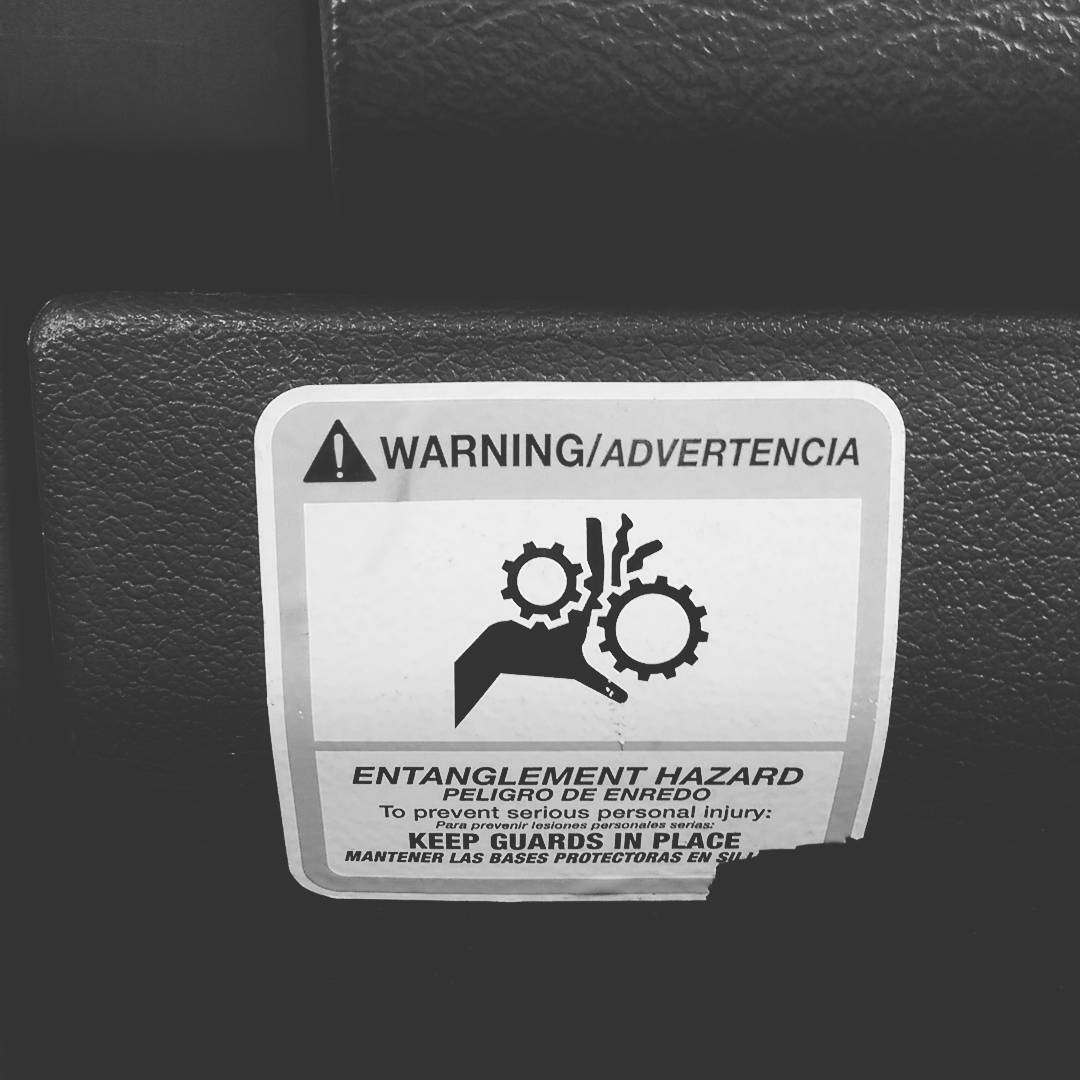 WARNING/ADVERTENCIA
ENTANGLEMENT HAZARD
PELIGRO DE ENREDO
To prevent serious personal injury:
Para prevenir lesiones personales serias:
KEEP GUARDS IN PLACE
MANTENER LAS BASES PROTECTORAS EN